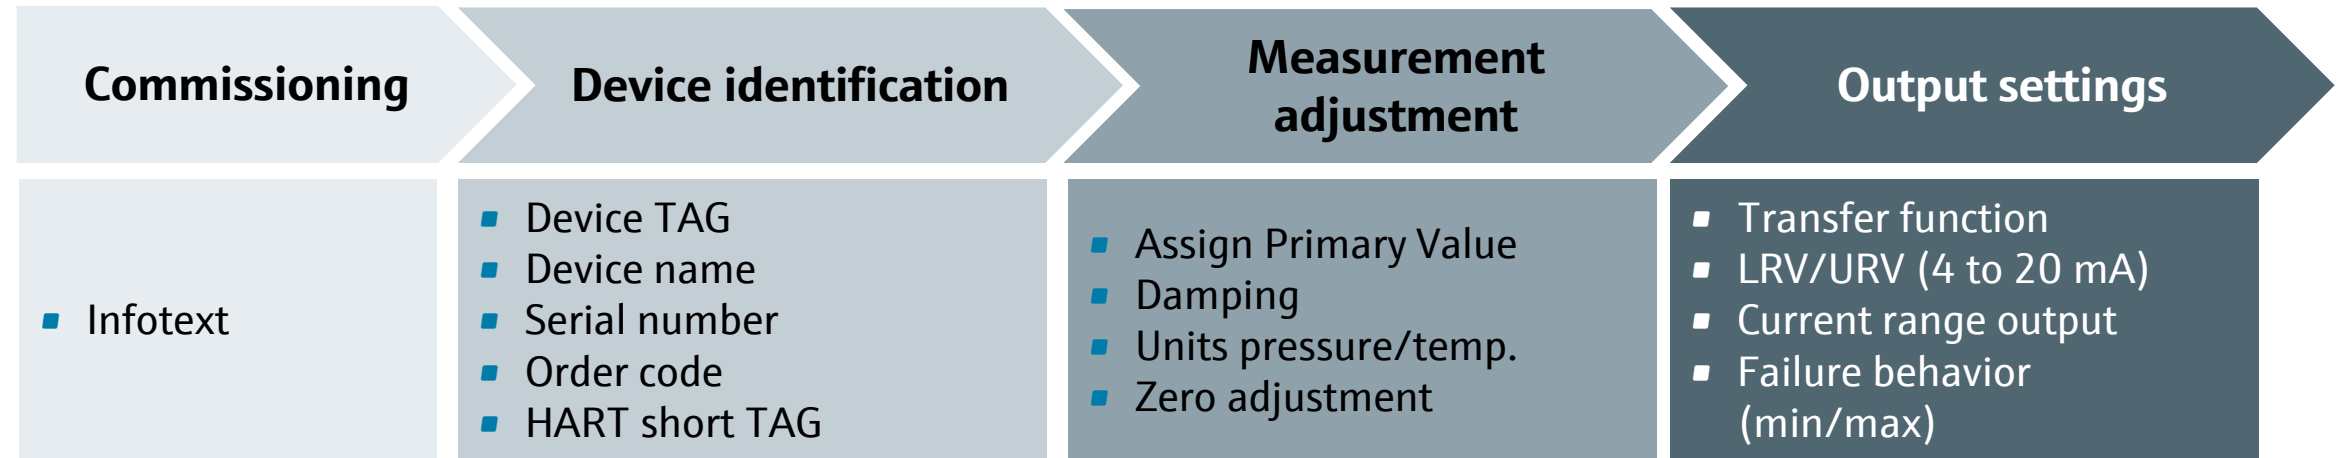 Commissioning
Device identification
Measurement
adjustment
Output settings
Infotext
Device TAG
Device name
Serial number
Order code
HART short TAG
Assign Primary Value
Damping
Units pressure/temp.
Zero adjustment
Transfer function
LRV/URV (4 to 20 mA)
Current range output
Failure behavior
(min/max)